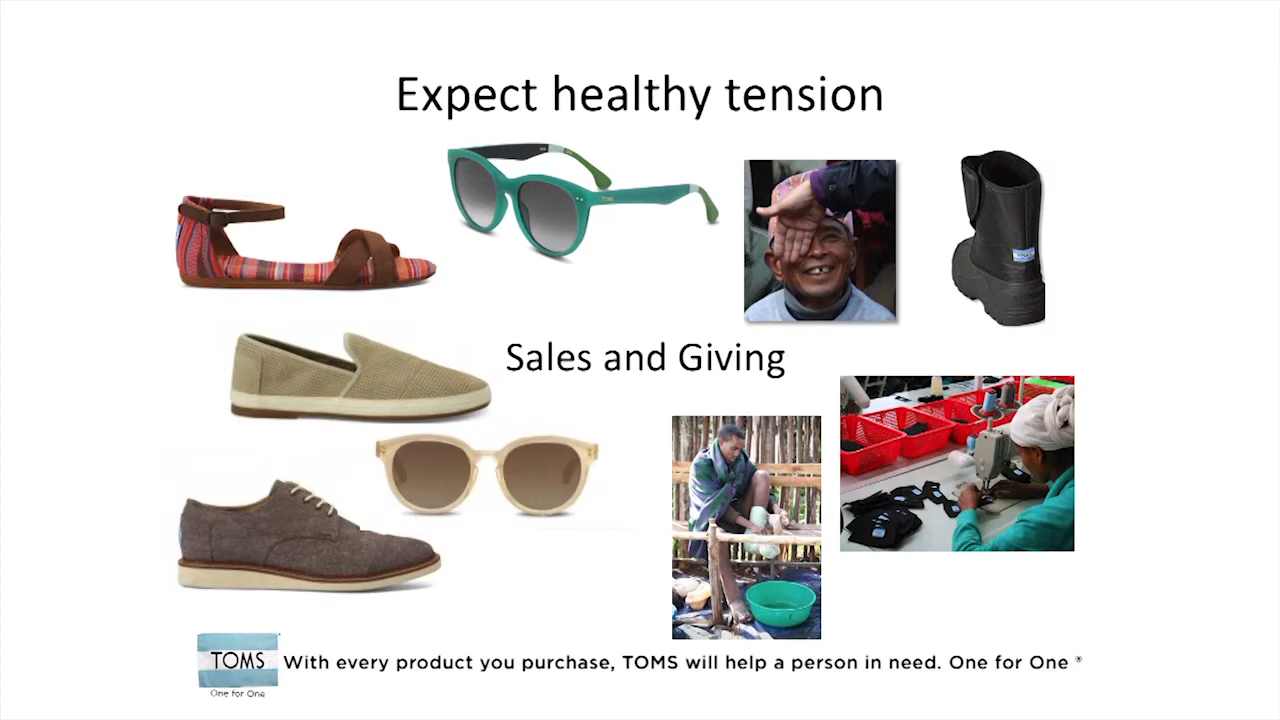 Expect healthy tension
TOMS
Sales and Giving
TOMS
One for One
With every product you purchase, TOMS will help a person in need. One for One ®